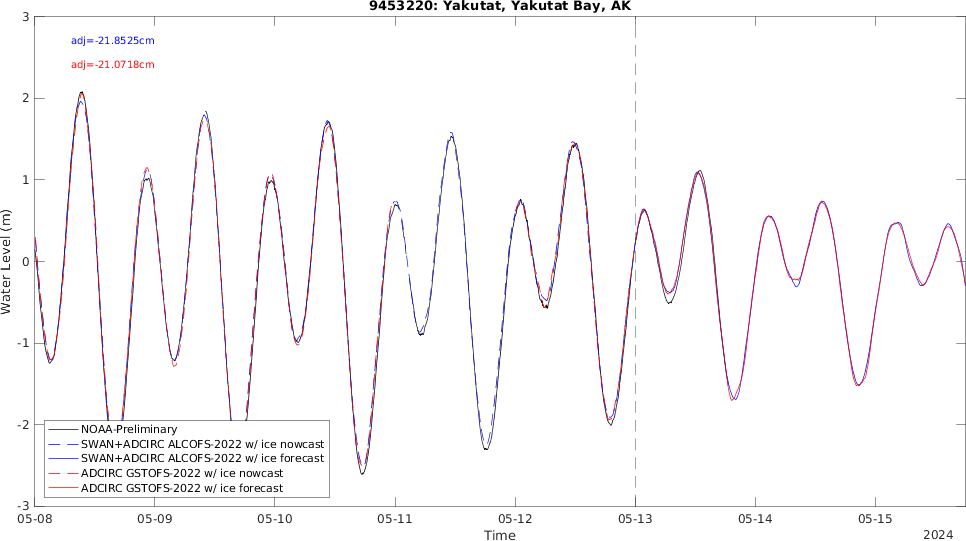 9453220: Yakutat, Yakutat Bay, AK
adj=-21.8525cm
adj=-21.0718cm
Water Level (m)
3
2
1
0
-1
-2
-3
NOAA-Preliminary
SWAN+ADCIRC ALCOFS-2022 w/ ice nowcast
SWAN+ADCIRC ALCOFS-2022 w/ ice forecast
ADCIRC GSTOFS-2022 w/ ice nowcast
ADCIRC GSTOFS-2022 w/ ice forecast
05-08 05-09 05-10 05-11 05-12 05-13 05-14 05-15
Time
2024